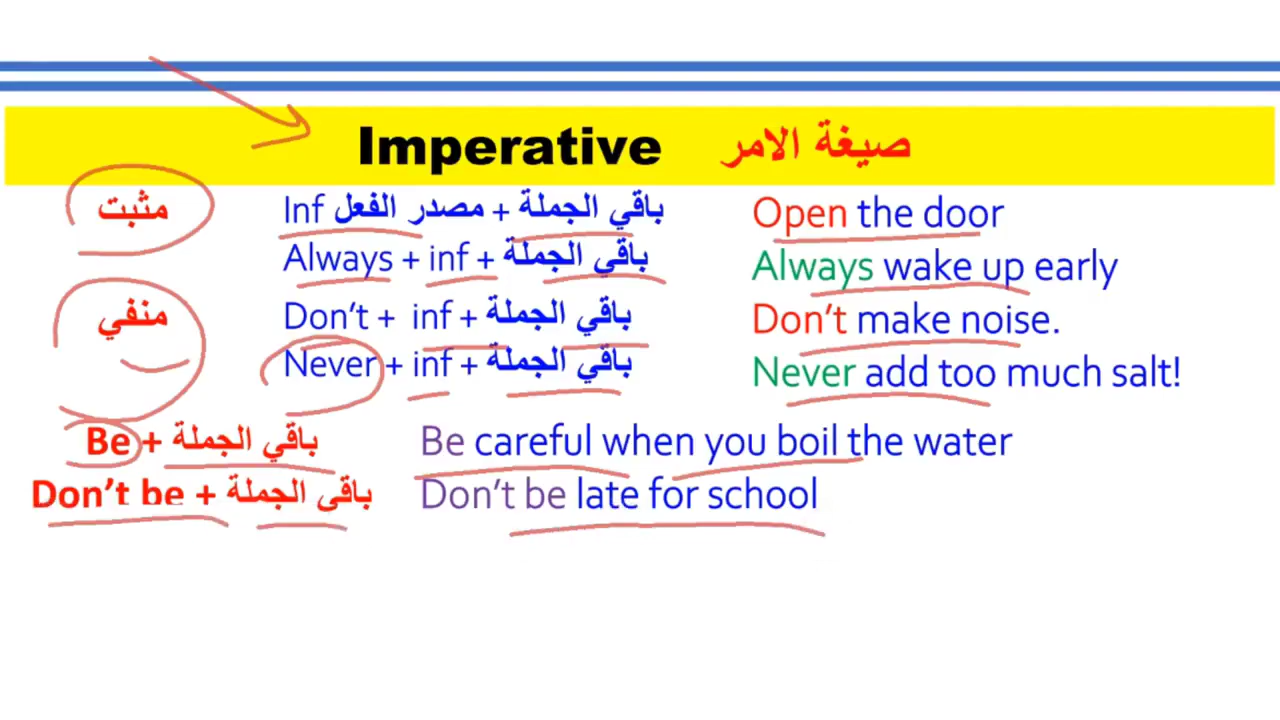 Imperative صيغة الامر
مثبت Inf مصدر الفعل + باقي الجملة Open the door
Always + inf + باقي الجملة Always wake up early
منفي Don't + inf + باقي الجملة Don't make noise.
Never + inf + باقي الجملة Never add too much salt!
Be + باقي الجملة Be careful when you boil the water
Don't be + باقي الجملة Don't be late for school